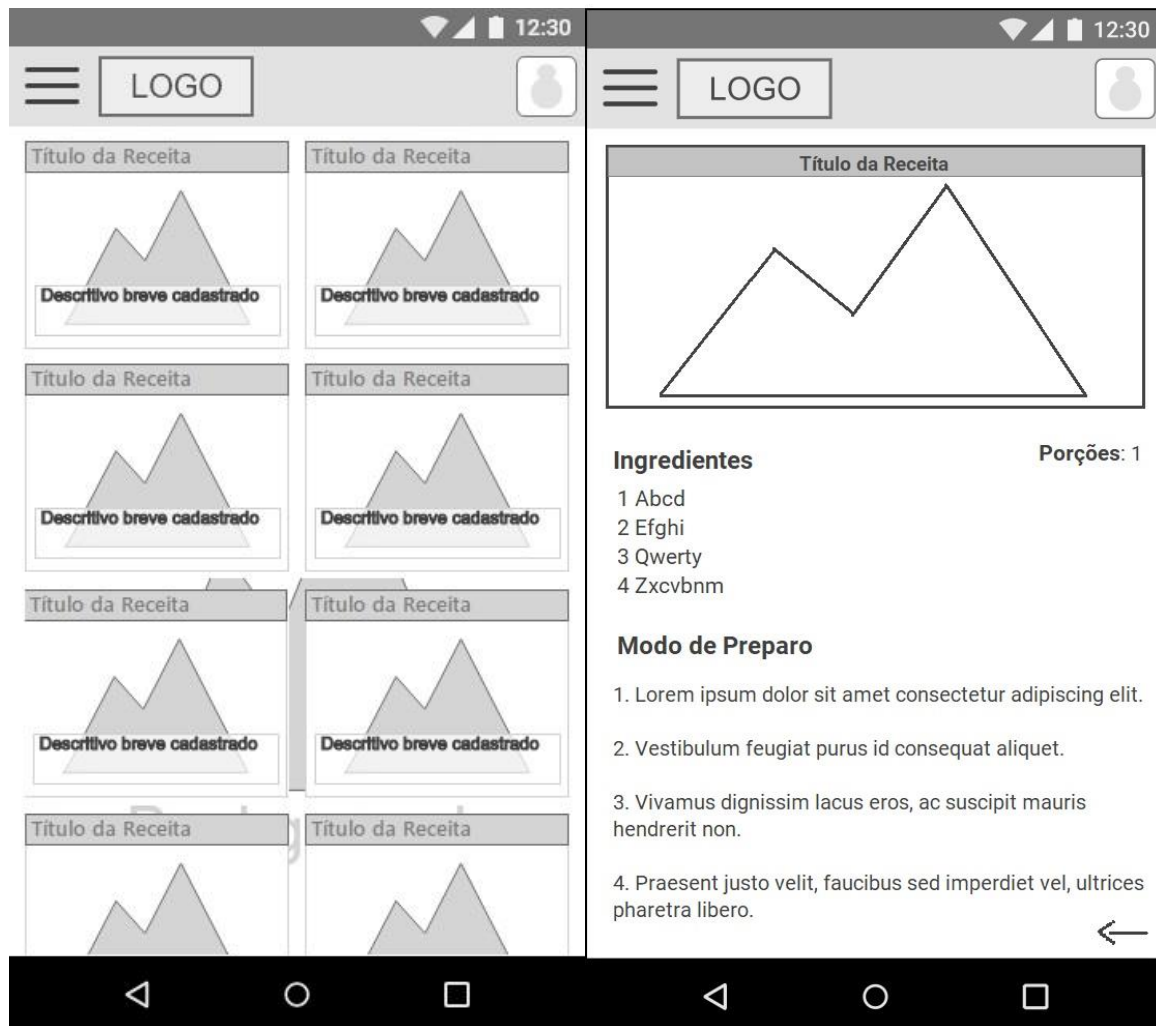 12:30
LOGO
Título da Receita
Título da Receita
Descritivo breve cadastrado
Descritivo breve cadastrado
Título da Receita
Título da Receita
Descritivo breve cadastrado
Descritivo breve cadastrado
Título da Receita
Título da Receita
Descritivo breve cadastrado
Descritivo breve cadastrado
Título da Receita
Título da Receita
12:30
LOGO
Título da Receita
Ingredientes
Porções: 1
1 Abcd
2 Efghi
3 Qwerty
4 Zxcvbnm
Modo de Preparo
1. Lorem ipsum dolor sit amet consectetur adipiscing elit.
2. Vestibulum feugiat purus id consequat aliquet.
3. Vivamus dignissim lacus eros, ac suscipit mauris
hendrerit non.
4. Praesent justo velit, faucibus sed imperdiet vel, ultrices
pharetra libero.